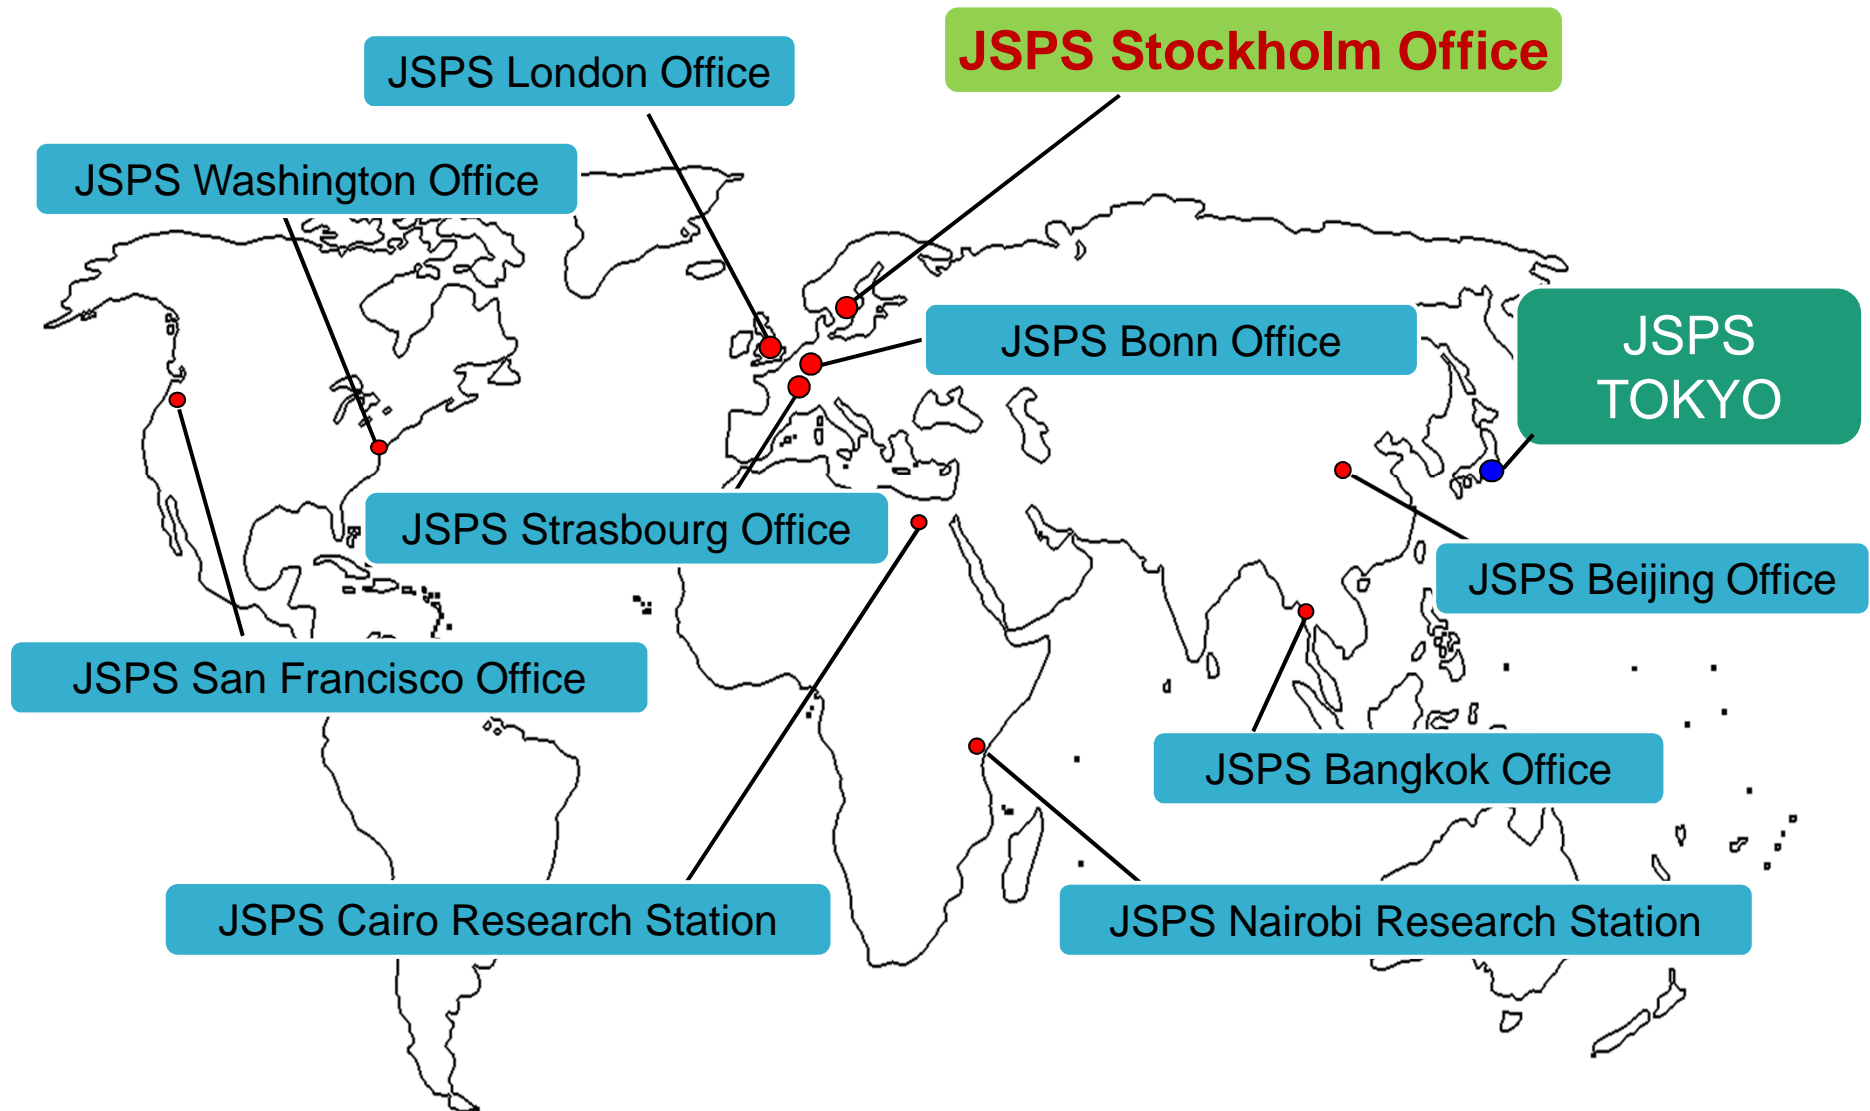 JSPS Stockholm Office
JSPS London Office
JSPS Washington Office
JSPS Bonn Office
JSPS
TOKYO
JSPS Strasbourg Office
JSPS Beijing Office
JSPS San Francisco Office
JSPS Bangkok Office
JSPS Cairo Research Station
JSPS Nairobi Research Station